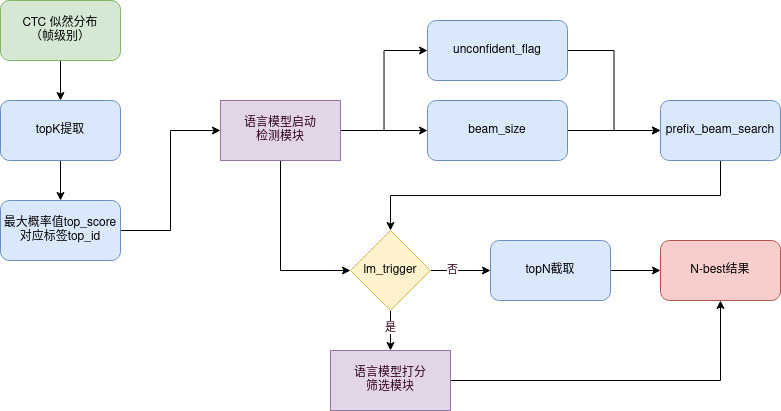 CTC 似然分布
（帧级别）
topK提取
最大概率值top_score
对应标签top_id
语言模型启动
检测模块
unconfident_flag
beam_size
prefix_beam_search
lm_trigger
否
topN截取
N-best结果
是
语言模型打分
筛选模块